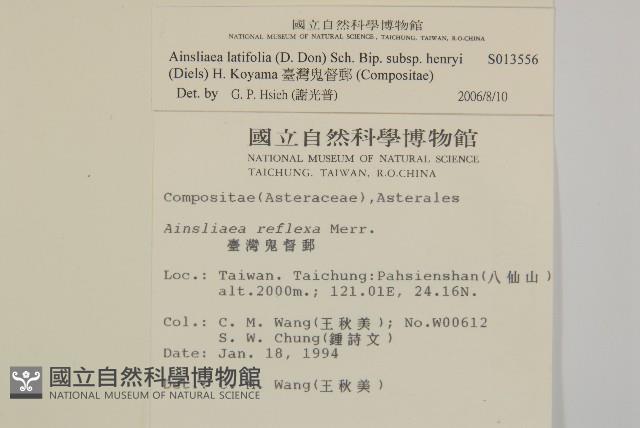 國立自然科學博物館
NATIONAL MUSEUM OF NATURAL SCIENCE, TAICHUNG, TAIWAN, R.O.CHINA
Ainsliaea latifolia (D. Don) Sch. Bip. subsp. henryi S013556
(Diels) H. Koyama 臺灣鬼督郵 (Compositae)
Det. by G. P. Hsieh (謝光普) 2006/8/10
國立自然科學博物館
NATIONAL MUSEUM OF NATURAL SCIENCE
TAICHUNG. TAIWAN, R.O.CHINA
Compositae(Asteraceae),Asterales
Ainsliaea reflexa Merr.
臺灣鬼督郵
Loc.: Taiwan. Taichung:Pahsienshan(八仙山)
alt.2000m.; 121.01E, 24.16N.
Col.: C. M. Wang(王秋美); No.W00612
S. W. Chung(鍾詩文)
Date: Jan. 18, 1994
Wang(王秋美)
國立自然科學博物館
NATIONAL MUSEUM OF NATURAL SCIENCE